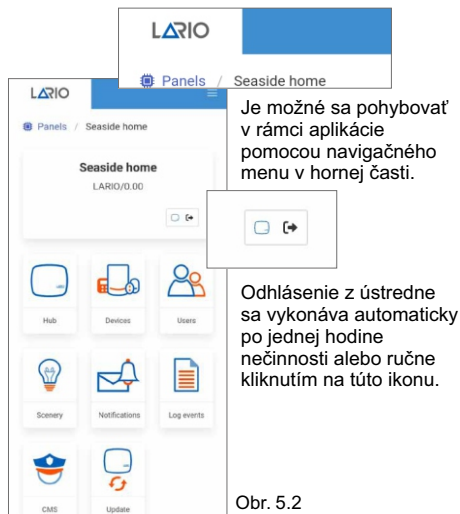 LARIO
Panels / Seaside home
LARIO
Panels / Seaside home
Seaside home
LARIO/0.00
Hub
Devices
Users
Scenery
Notifications
Log events
CMS
Update
Je možné sa pohybovať
v rámci aplikácie
pomocou navigačného
menu v hornej časti.
Odhlásenie z ústredne
sa vykonáva automaticky
po jednej hodine
nečinnosti alebo ručne
kliknutím na túto ikonu.
Obr. 5.2